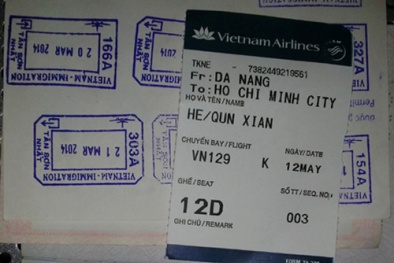 Vietnam Airlines
TKNE - 7382449219561
Fr: DA NANG
To: HO CHI MINH CITY
HỌ VÀ TÊN / NAME
HE/QUN XIAN
CHUYẾN BAY / FLIGHT NGÀY / DATE
VN129 K 12MAY
GHẾ / SEAT SỐ TT / SEQ. NO
12D 003
GHI CHÚ / REMARK
166A
TÂN SƠN NHẤT
20 MAR 2014
VIETNAM - IMMIGRATION
303A
TÂN SƠN NHẤT
21 MAR 2014
VIETNAM - IMMIGRATION
327A
154A